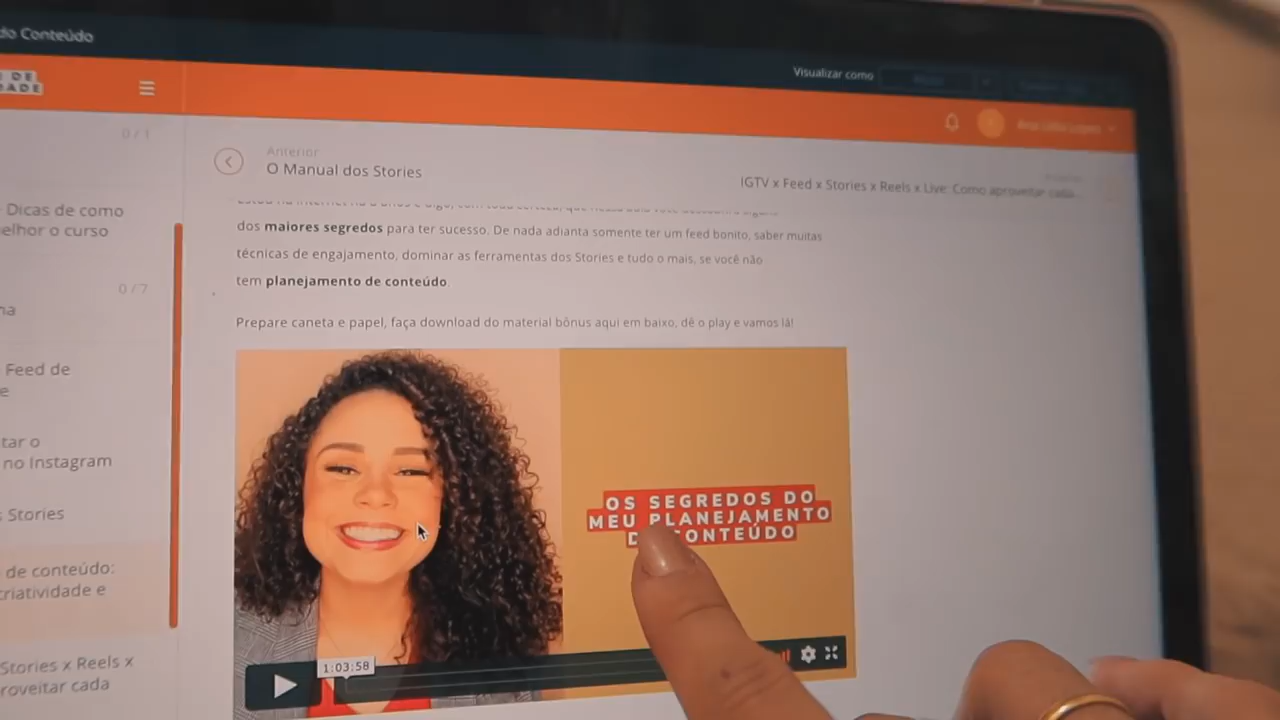 do Conteúdo
Visualizar como
DE
ADE
0 / 1
Anterior
O Manual dos Stories
IGTV x Feed x Stories x Reels x Live: Como aproveitar cada
Dicas de como
elhor o curso
dos maiores segredos para ter sucesso. De nada adianta somente ter um feed bonito, saber muitas
técnicas de engajamento, dominar as ferramentas dos Stories e tudo o mais, se você não
tem planejamento de conteúdo.
0 / 7
na
Prepare caneta e papel, faça download do material bônus aqui em baixo, dê o play e vamos lá!
Feed de
e
tar o
no Instagram
s Stories
de conteúdo:
criatividade e
Stories x Reels x
roveitar cada
OS SEGREDOS DO
MEU PLANEJAMENTO
D CONTEÚDO
1:03:58